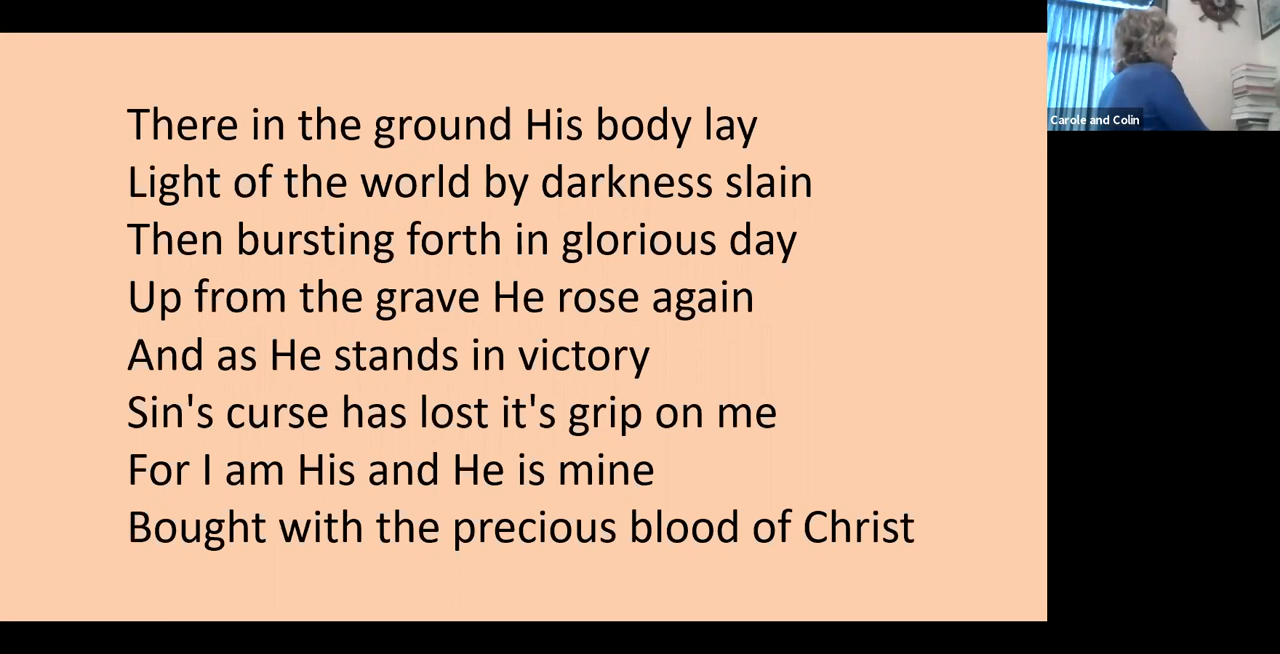 There in the ground His body lay
Light of the world by darkness slain
Then bursting forth in glorious day
Up from the grave He rose again
And as He stands in victory
Sin's curse has lost it's grip on me
For I am His and He is mine
Bought with the precious blood of Christ
Carole and Colin